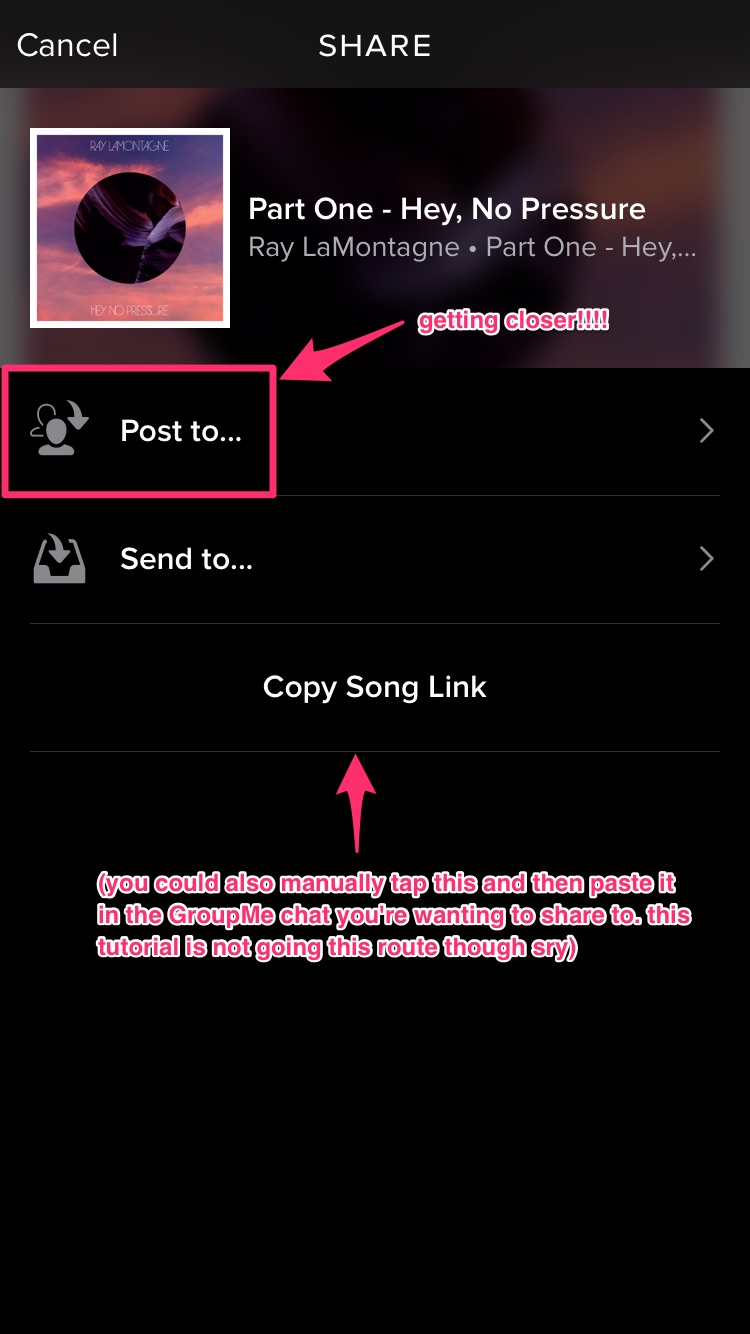 Cancel
SHARE
RAY LAMONTAGNE
HEY NO PRESSURE
Part One - Hey, No Pressure
Ray LaMontagne • Part One - Hey,...
getting closer!!!!
Post to...
Send to...
Copy Song Link
(you could also manually tap this and then paste it
in the GroupMe chat you're wanting to share to. this
tutorial is not going this route though sry)